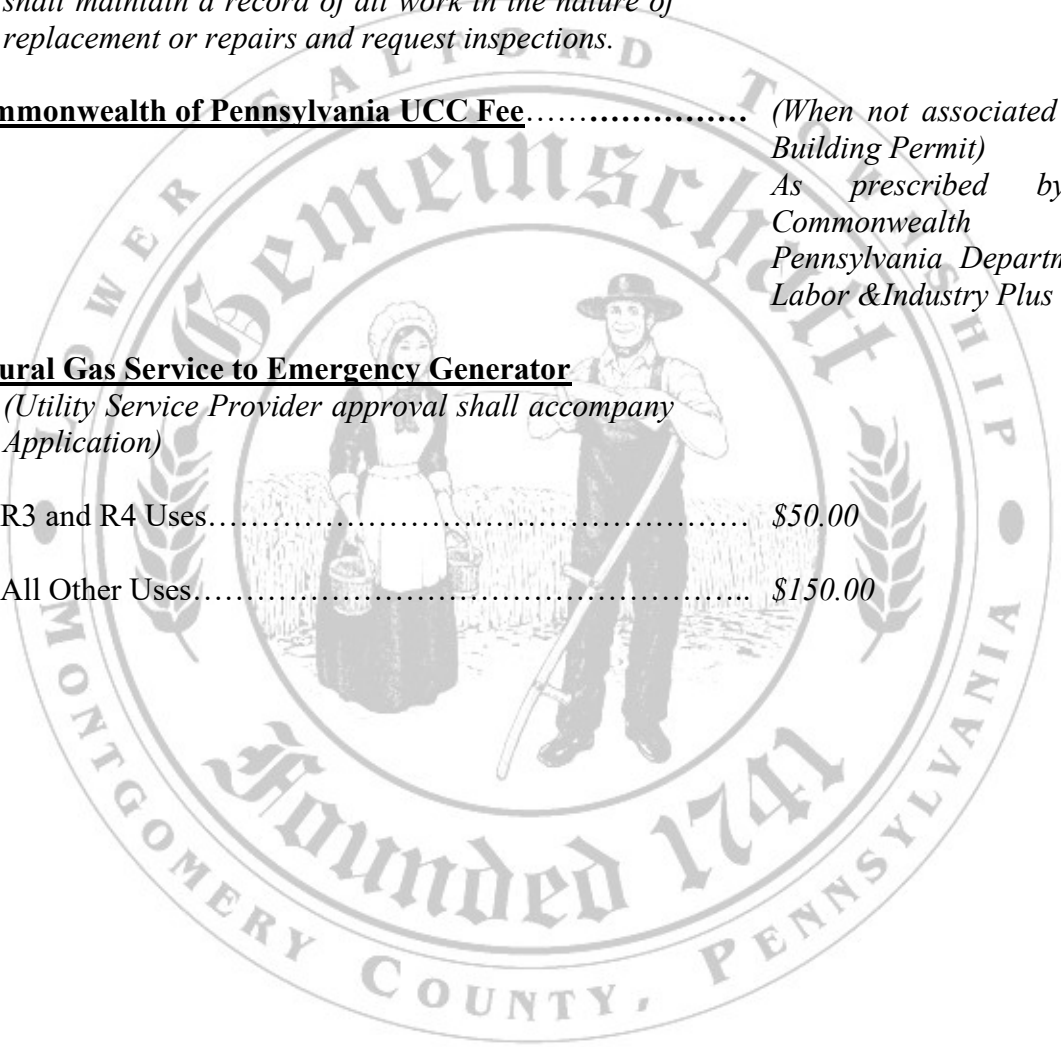 shall maintain a record of all work in the nature of
replacement or repairs and request inspections.
mmonwealth of Pennsylvania UCC Fee………………… (When not associated
Building Permit)
As prescribed by
Commonwealth
Pennsylvania Departm
Labor &Industry Plus
ural Gas Service to Emergency Generator
(Utility Service Provider approval shall accompany
Application)
R3 and R4 Uses…………………………………………… $50.00
All Other Uses…………………………………………….. $150.00
LOWER SALFORD TOWNSHIP
Gemeinschaft
Founded 1741
MONTGOMERY COUNTY, PENNSYLVANIA